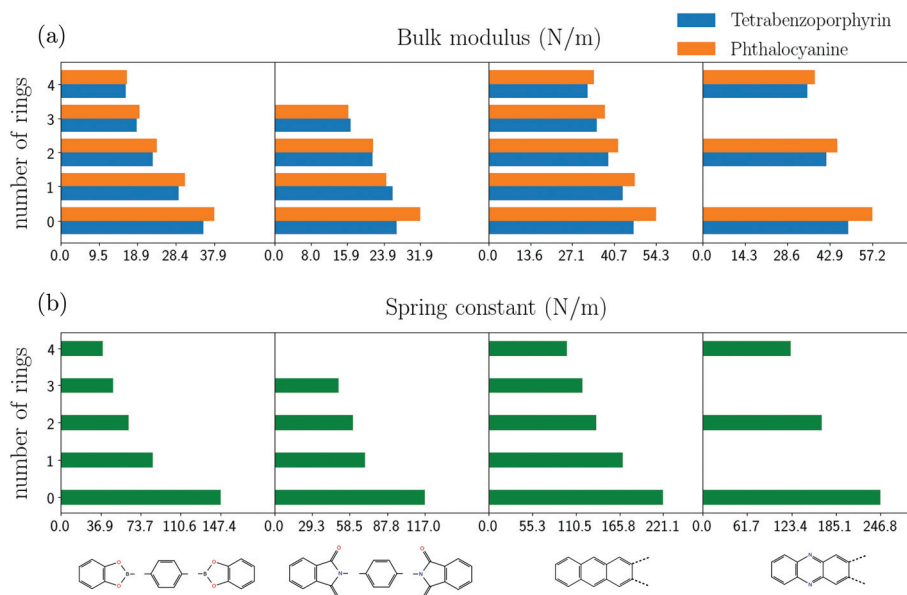 (a)
Bulk modulus (N/m)
Tetrabenzoporphyrin
Phthalocyanine
number of rings
4
3
2
1
0
0.0 9.5 18.9 28.4 37.9
0.0 8.0 15.9 23.9 31.9
0.0 13.6 27.1 40.7 54.3
0.0 14.3 28.6 42.9 57.2
(b)
Spring constant (N/m)
number of rings
4
3
2
1
0
0.0 36.9 73.7 110.6 147.4
0.0 29.3 58.5 87.8 117.0
0.0 55.3 110.5 165.8 221.1
0.0 61.7 123.4 185.1 246.8
O B O
O B O
O N
O N
N N